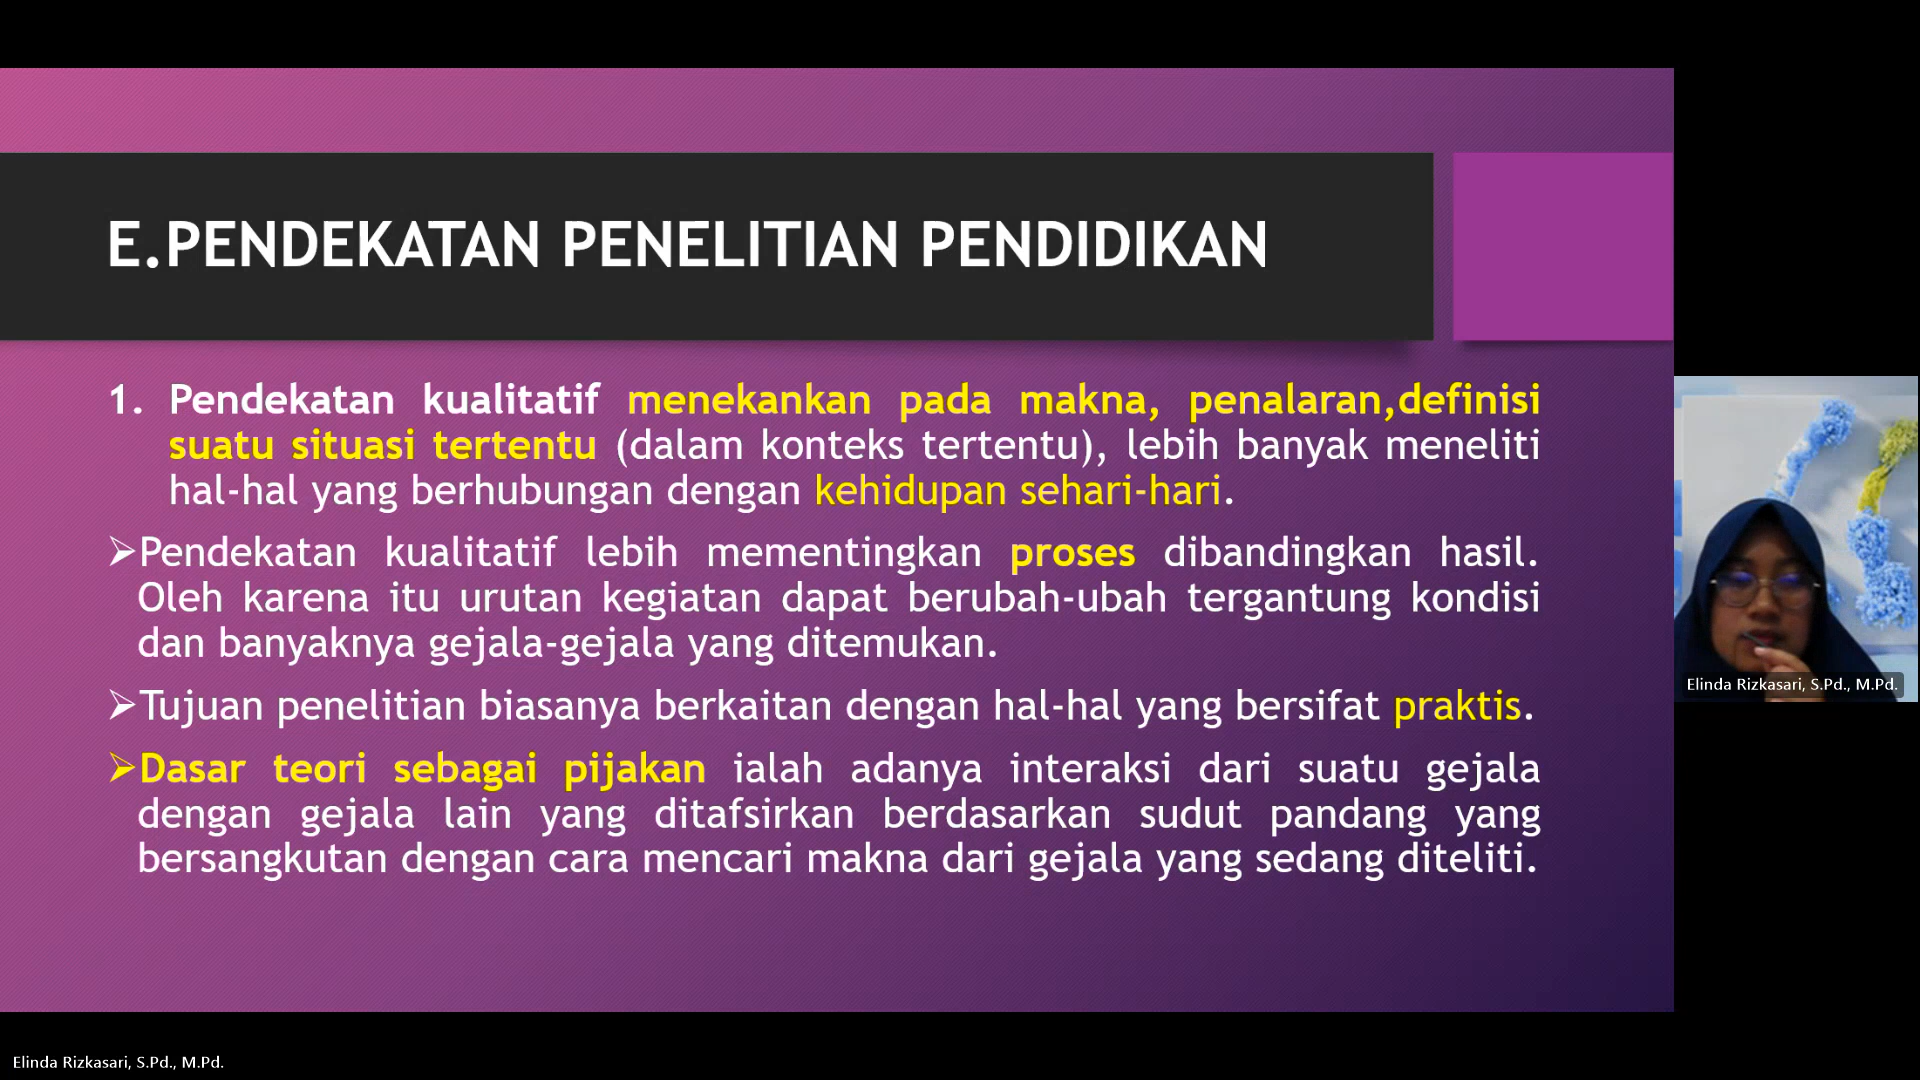 E.PENDEKATAN PENELITIAN PENDIDIKAN
1. Pendekatan kualitatif menekankan pada makna, penalaran,definisi
suatu situasi tertentu (dalam konteks tertentu), lebih banyak meneliti
hal-hal yang berhubungan dengan kehidupan sehari-hari.
➢Pendekatan kualitatif lebih mementingkan proses dibandingkan hasil.
Oleh karena itu urutan kegiatan dapat berubah-ubah tergantung kondisi
dan banyaknya gejala-gejala yang ditemukan.
➢Tujuan penelitian biasanya berkaitan dengan hal-hal yang bersifat praktis.
➢Dasar teori sebagai pijakan ialah adanya interaksi dari suatu gejala
dengan gejala lain yang ditafsirkan berdasarkan sudut pandang yang
bersangkutan dengan cara mencari makna dari gejala yang sedang diteliti.
Elinda Rizkasari, S.Pd., M.Pd.
Elinda Rizkasari, S.Pd., M.Pd.